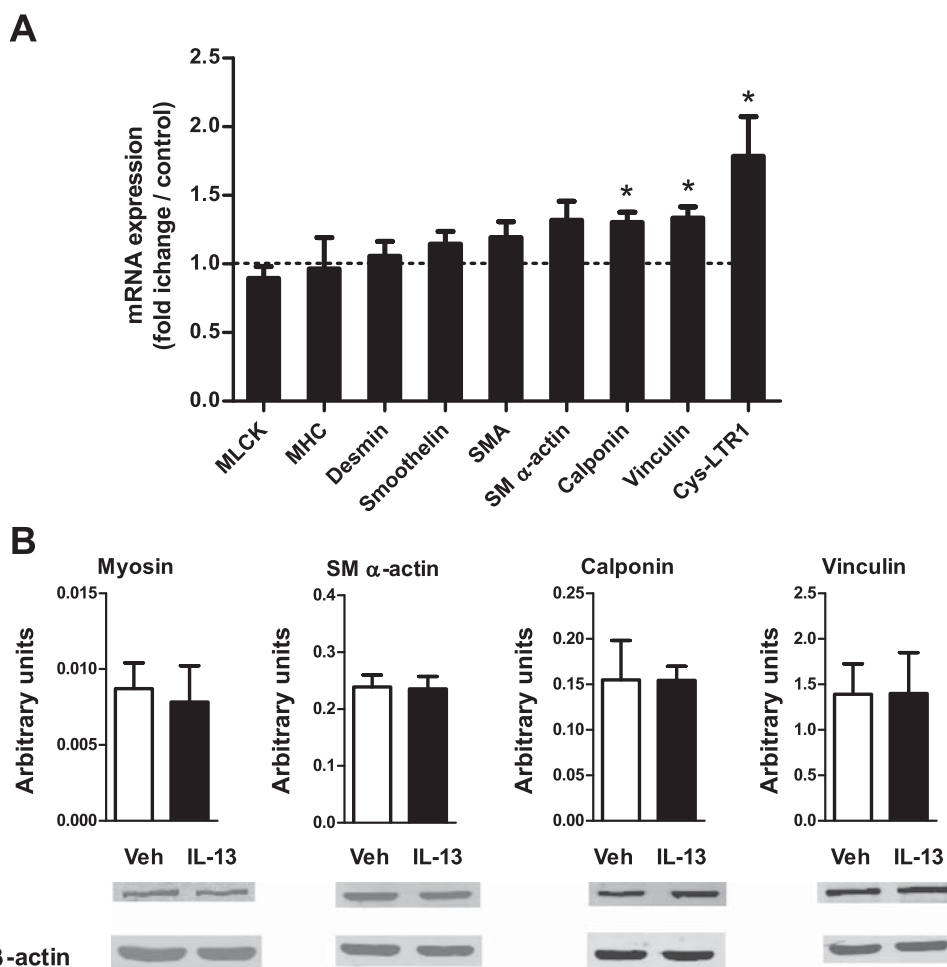 A
mRNA expression
(fold ichange / control)
2.5
2.0
1.5
1.0
0.5
0.0
*
*
*
MLCK
MHC
Desmin
Smoothelin
SMA
SM α-actin
Calponin
Vinculin
Cys-LTR1
B
Myosin
Arbitrary units
0.015
0.010
0.005
0.000
Veh IL-13
SM α-actin
Arbitrary units
0.4
0.3
0.2
0.1
0.0
Veh IL-13
Calponin
Arbitrary units
0.25
0.20
0.15
0.10
0.05
0.00
Veh IL-13
Vinculin
Arbitrary units
2.5
2.0
1.5
1.0
0.5
0.0
Veh IL-13
-actin